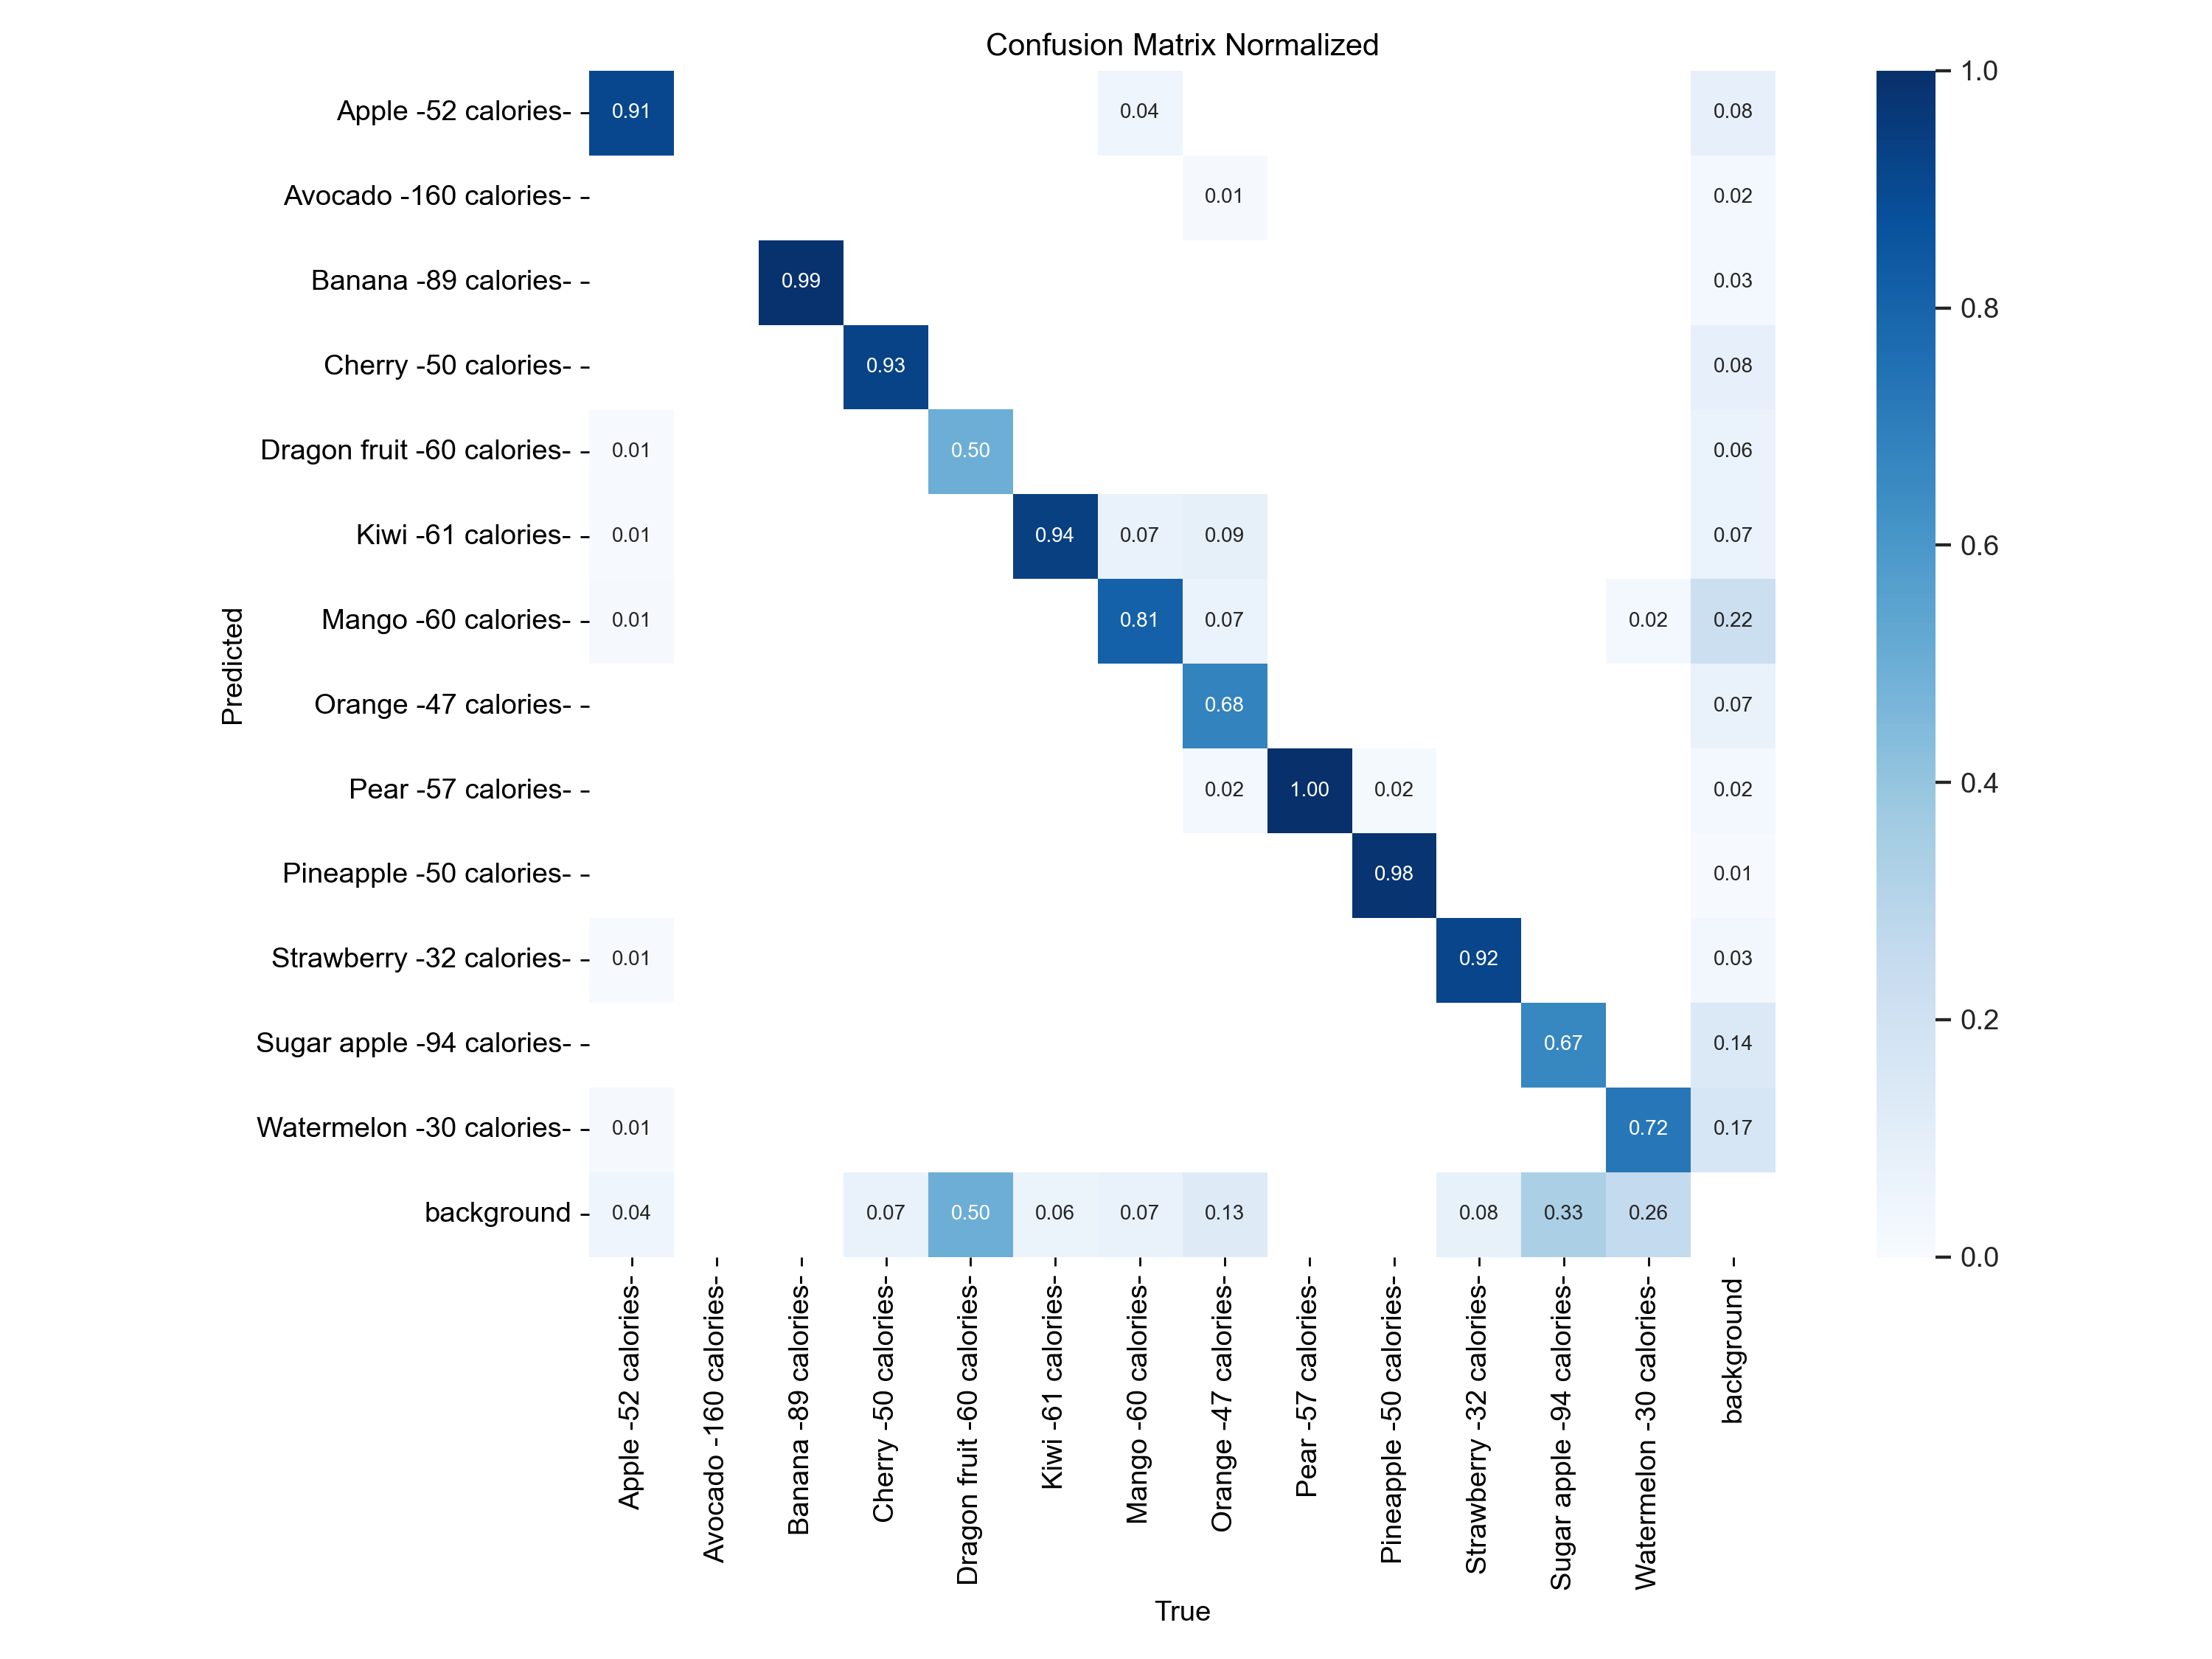 Confusion Matrix Normalized
Apple -52 calories- 0.91 0.04 0.08
Avocado -160 calories- 0.01 0.02
Banana -89 calories- 0.99 0.03
Cherry -50 calories- 0.93 0.08
Dragon fruit -60 calories- 0.01 0.50 0.06
Kiwi -61 calories- 0.01 0.94 0.07 0.09 0.07
Mango -60 calories- 0.01 0.81 0.07 0.02 0.22
Orange -47 calories- 0.68 0.07
Pear -57 calories- 0.02 1.00 0.02 0.02
Pineapple -50 calories- 0.98 0.01
Strawberry -32 calories- 0.01 0.92 0.03
Sugar apple -94 calories- 0.67 0.14
Watermelon -30 calories- 0.01 0.72 0.17
background 0.04 0.07 0.50 0.06 0.07 0.13 0.08 0.33 0.26
Predicted
Apple -52 calories-
Avocado -160 calories-
Banana -89 calories-
Cherry -50 calories-
Dragon fruit -60 calories-
Kiwi -61 calories-
Mango -60 calories-
Orange -47 calories-
Pear -57 calories-
Pineapple -50 calories-
Strawberry -32 calories-
Sugar apple -94 calories-
Watermelon -30 calories-
background
True
1.0
0.8
0.6
0.4
0.2
0.0